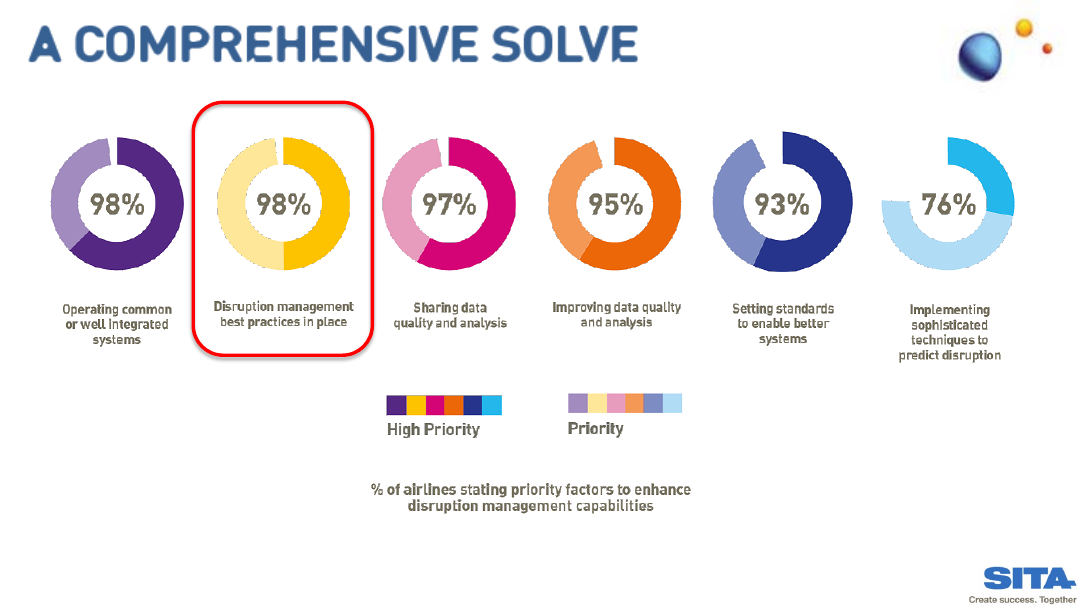 A COMPREHENSIVE SOLVE
98%
98%
97%
95%
93%
76%
Operating common
or well integrated
systems
Disruption management
best practices in place
Sharing data
quality and analysis
Improving data quality
and analysis
Setting standards
to enable better
systems
Implementing
sophisticated
techniques to
predict disruption
High Priority
Priority
% of airlines stating priority factors to enhance
disruption management capabilities
SITA
Create success. Together